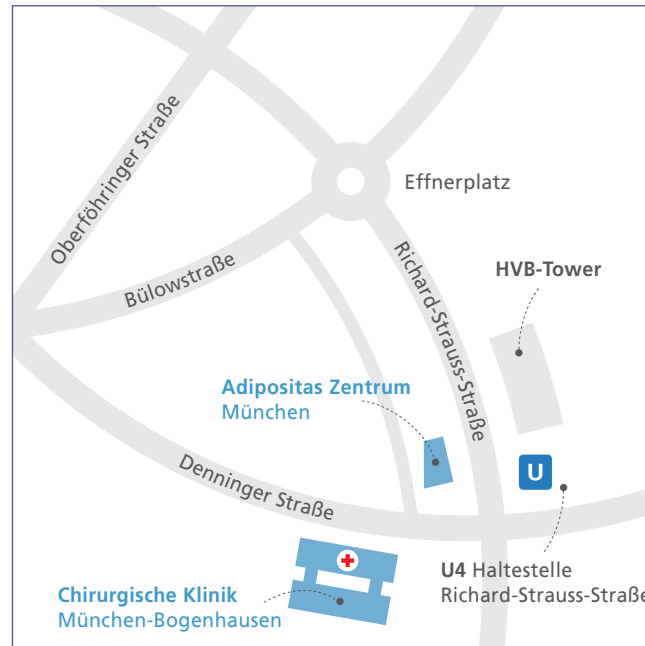 Oberföhringer Straße
Effnerplatz
Bülowstraße
Richard-Strauss-Straße
HVB-Tower
Adipositas Zentrum
München
Denninger Straße
U
U4 Haltestelle
Richard-Strauss-Straße
Chirurgische Klinik
München-Bogenhausen